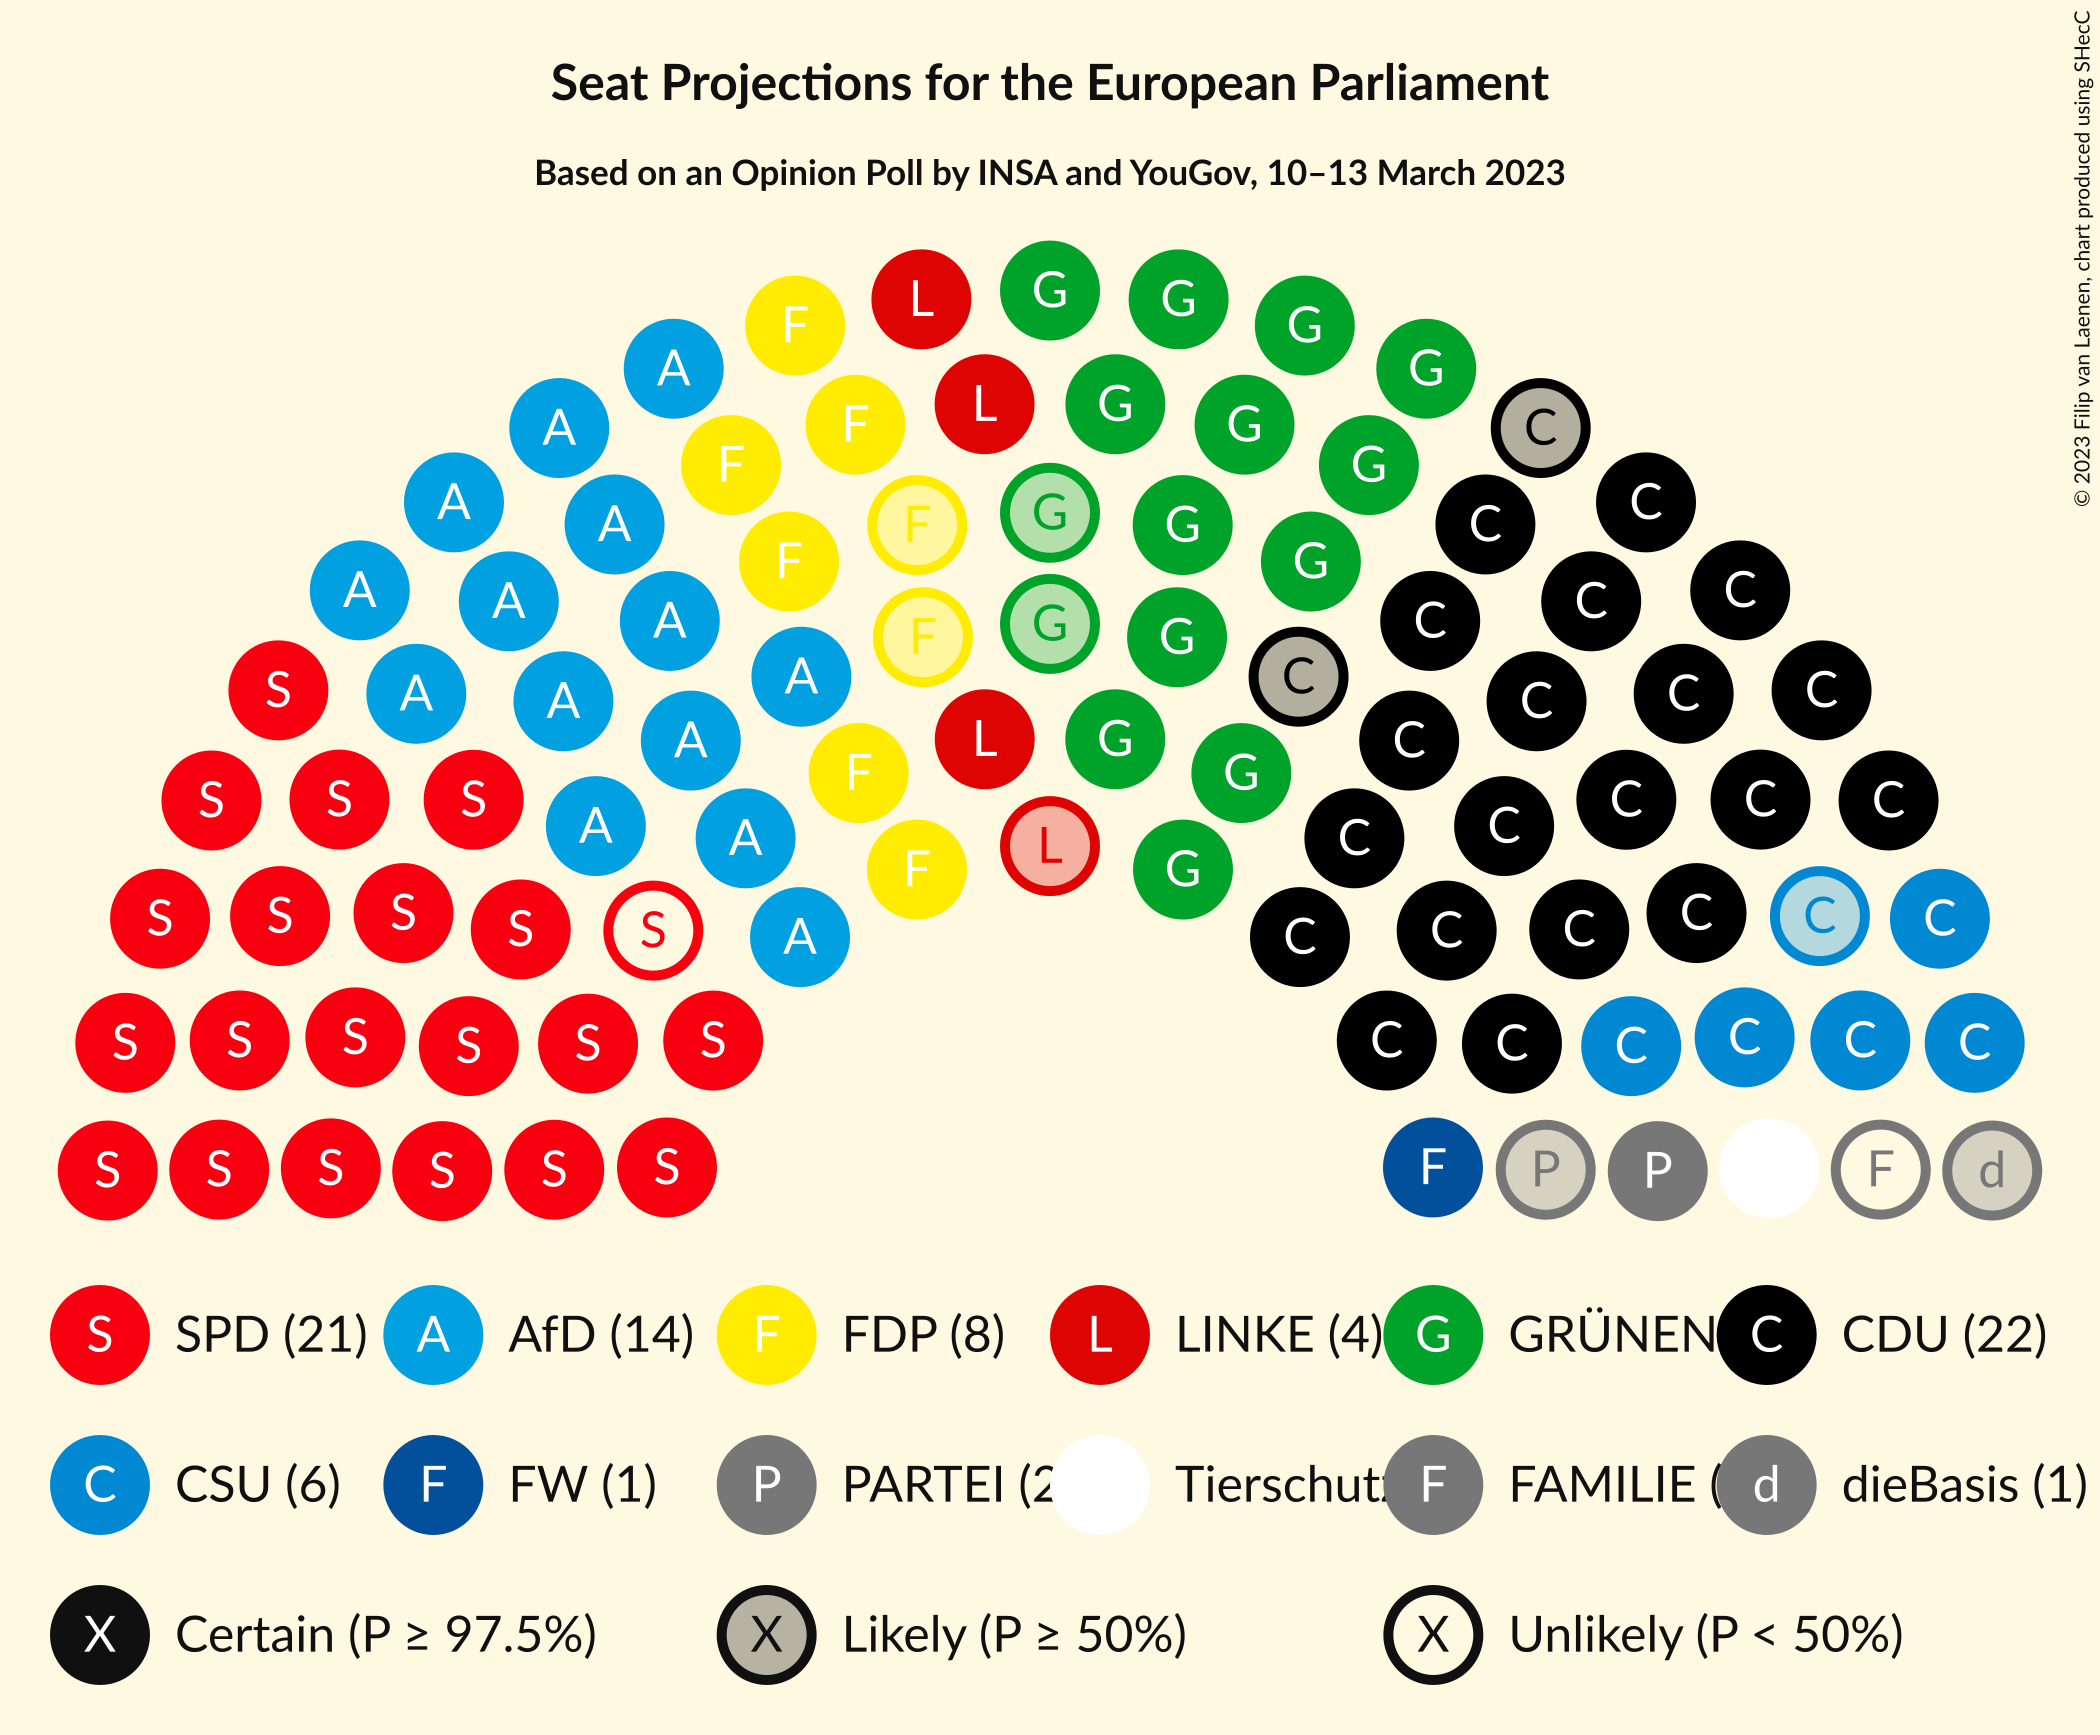 Seat Projections for the European Parliament
Based on an Opinion Poll by INSA and YouGov, 10–13 March 2023
© 2023 Filip van Laenen, chart produced using SHecC
L G G
F G
A G
A F L G G C
F G
A A F G G C C
A A F F G G G C C C
S A A A A L G C C C C C
S S S A A F G C C C C C
S S S S S A F L G C C C C C C
S S S S S S C C C C C C
S S S S S S F P P F d
S SPD (21) A AfD (14) F FDP (8) L LINKE (4) G GRÜNEN C CDU (22)
C CSU (6) F FW (1) P PARTEI (2 Tierschutz F FAMILIE ( d dieBasis (1)
X Certain (P ≥ 97.5%) X Likely (P ≥ 50%) X Unlikely (P < 50%)